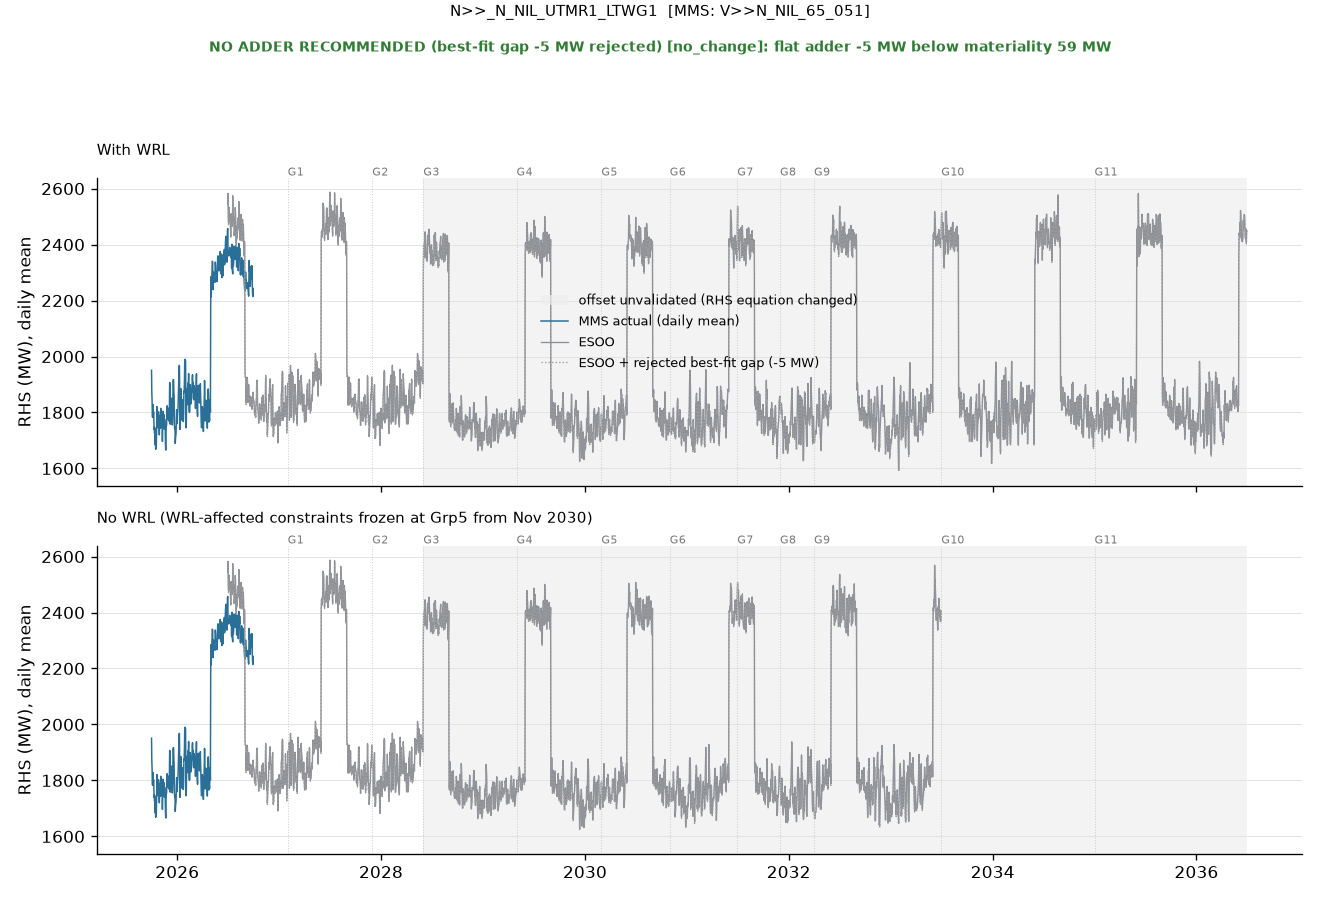 N>>_N_NIL_UTMR1_LTWG1 [MMS: V>>N_NIL_65_051]
NO ADDER RECOMMENDED (best-fit gap -5 MW rejected) [no_change]: flat adder -5 MW below materiality 59 MW
With WRL
G1 G2 G3 G4 G5 G6 G7 G8 G9 G10 G11
2600
2400
2200
2000
1800
1600
RHS (MW), daily mean
offset unvalidated (RHS equation changed)
MMS actual (daily mean)
ESOO
ESOO + rejected best-fit gap (-5 MW)
No WRL (WRL-affected constraints frozen at Grp5 from Nov 2030)
G1 G2 G3 G4 G5 G6 G7 G8 G9 G10 G11
2600
2400
2200
2000
1800
1600
RHS (MW), daily mean
2026 2028 2030 2032 2034 2036